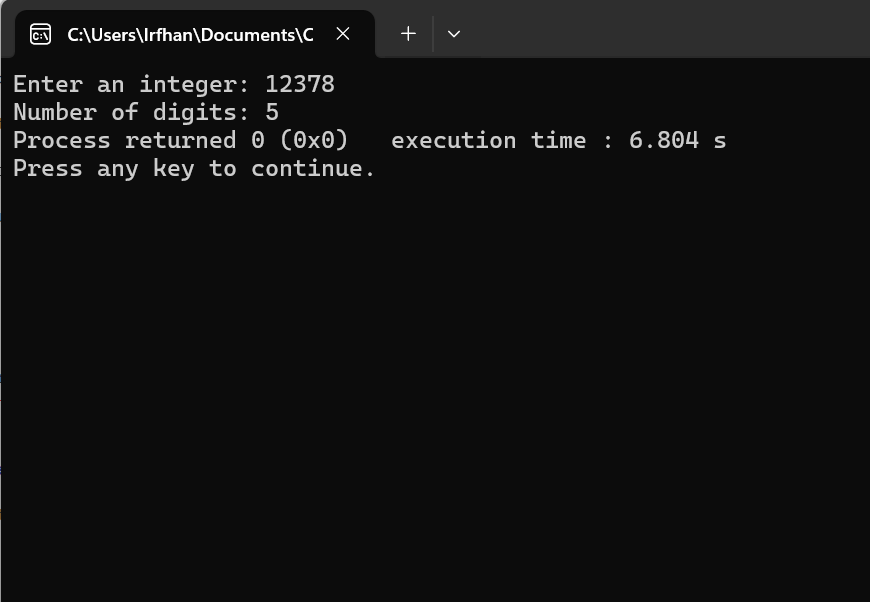 C:\Users\Irfhan\Documents\C
Enter an integer: 12378
Number of digits: 5
Process returned 0 (0x0)   execution time : 6.804 s
Press any key to continue.